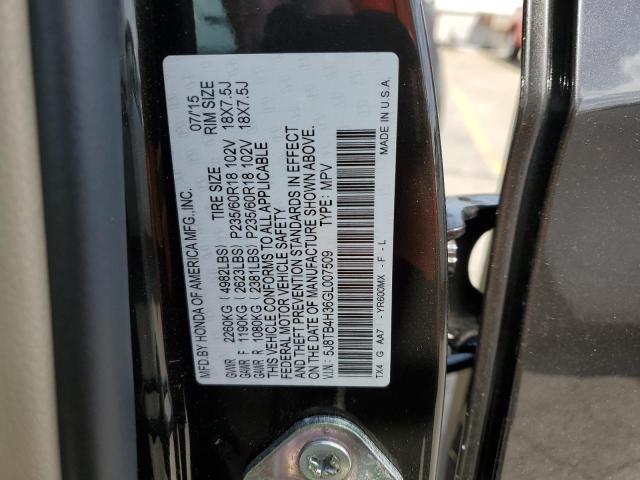 MFD.BY HONDA OF AMERICA MFG.,INC. 07/15
TIRE SIZE RIM SIZE
GVWR 2260KG (4982LBS) P235/60R18 102V 18X7.5J
GAWR F 1190KG (2623LBS) P235/60R18 102V 18X7.5J
GAWR R 1080KG (2381LBS)
THIS VEHICLE CONFORMS TO ALL APPLICABLE
FEDERAL MOTOR VEHICLE SAFETY
AND THEFT PREVENTION STANDARDS IN EFFECT
ON THE DATE OF MANUFACTURE SHOWN ABOVE.
V.I.N: 5J8TB4H36GL007509 TYPE: MPV
TX4 G AA7 - YR600MX - F - L MADE IN U.S.A.